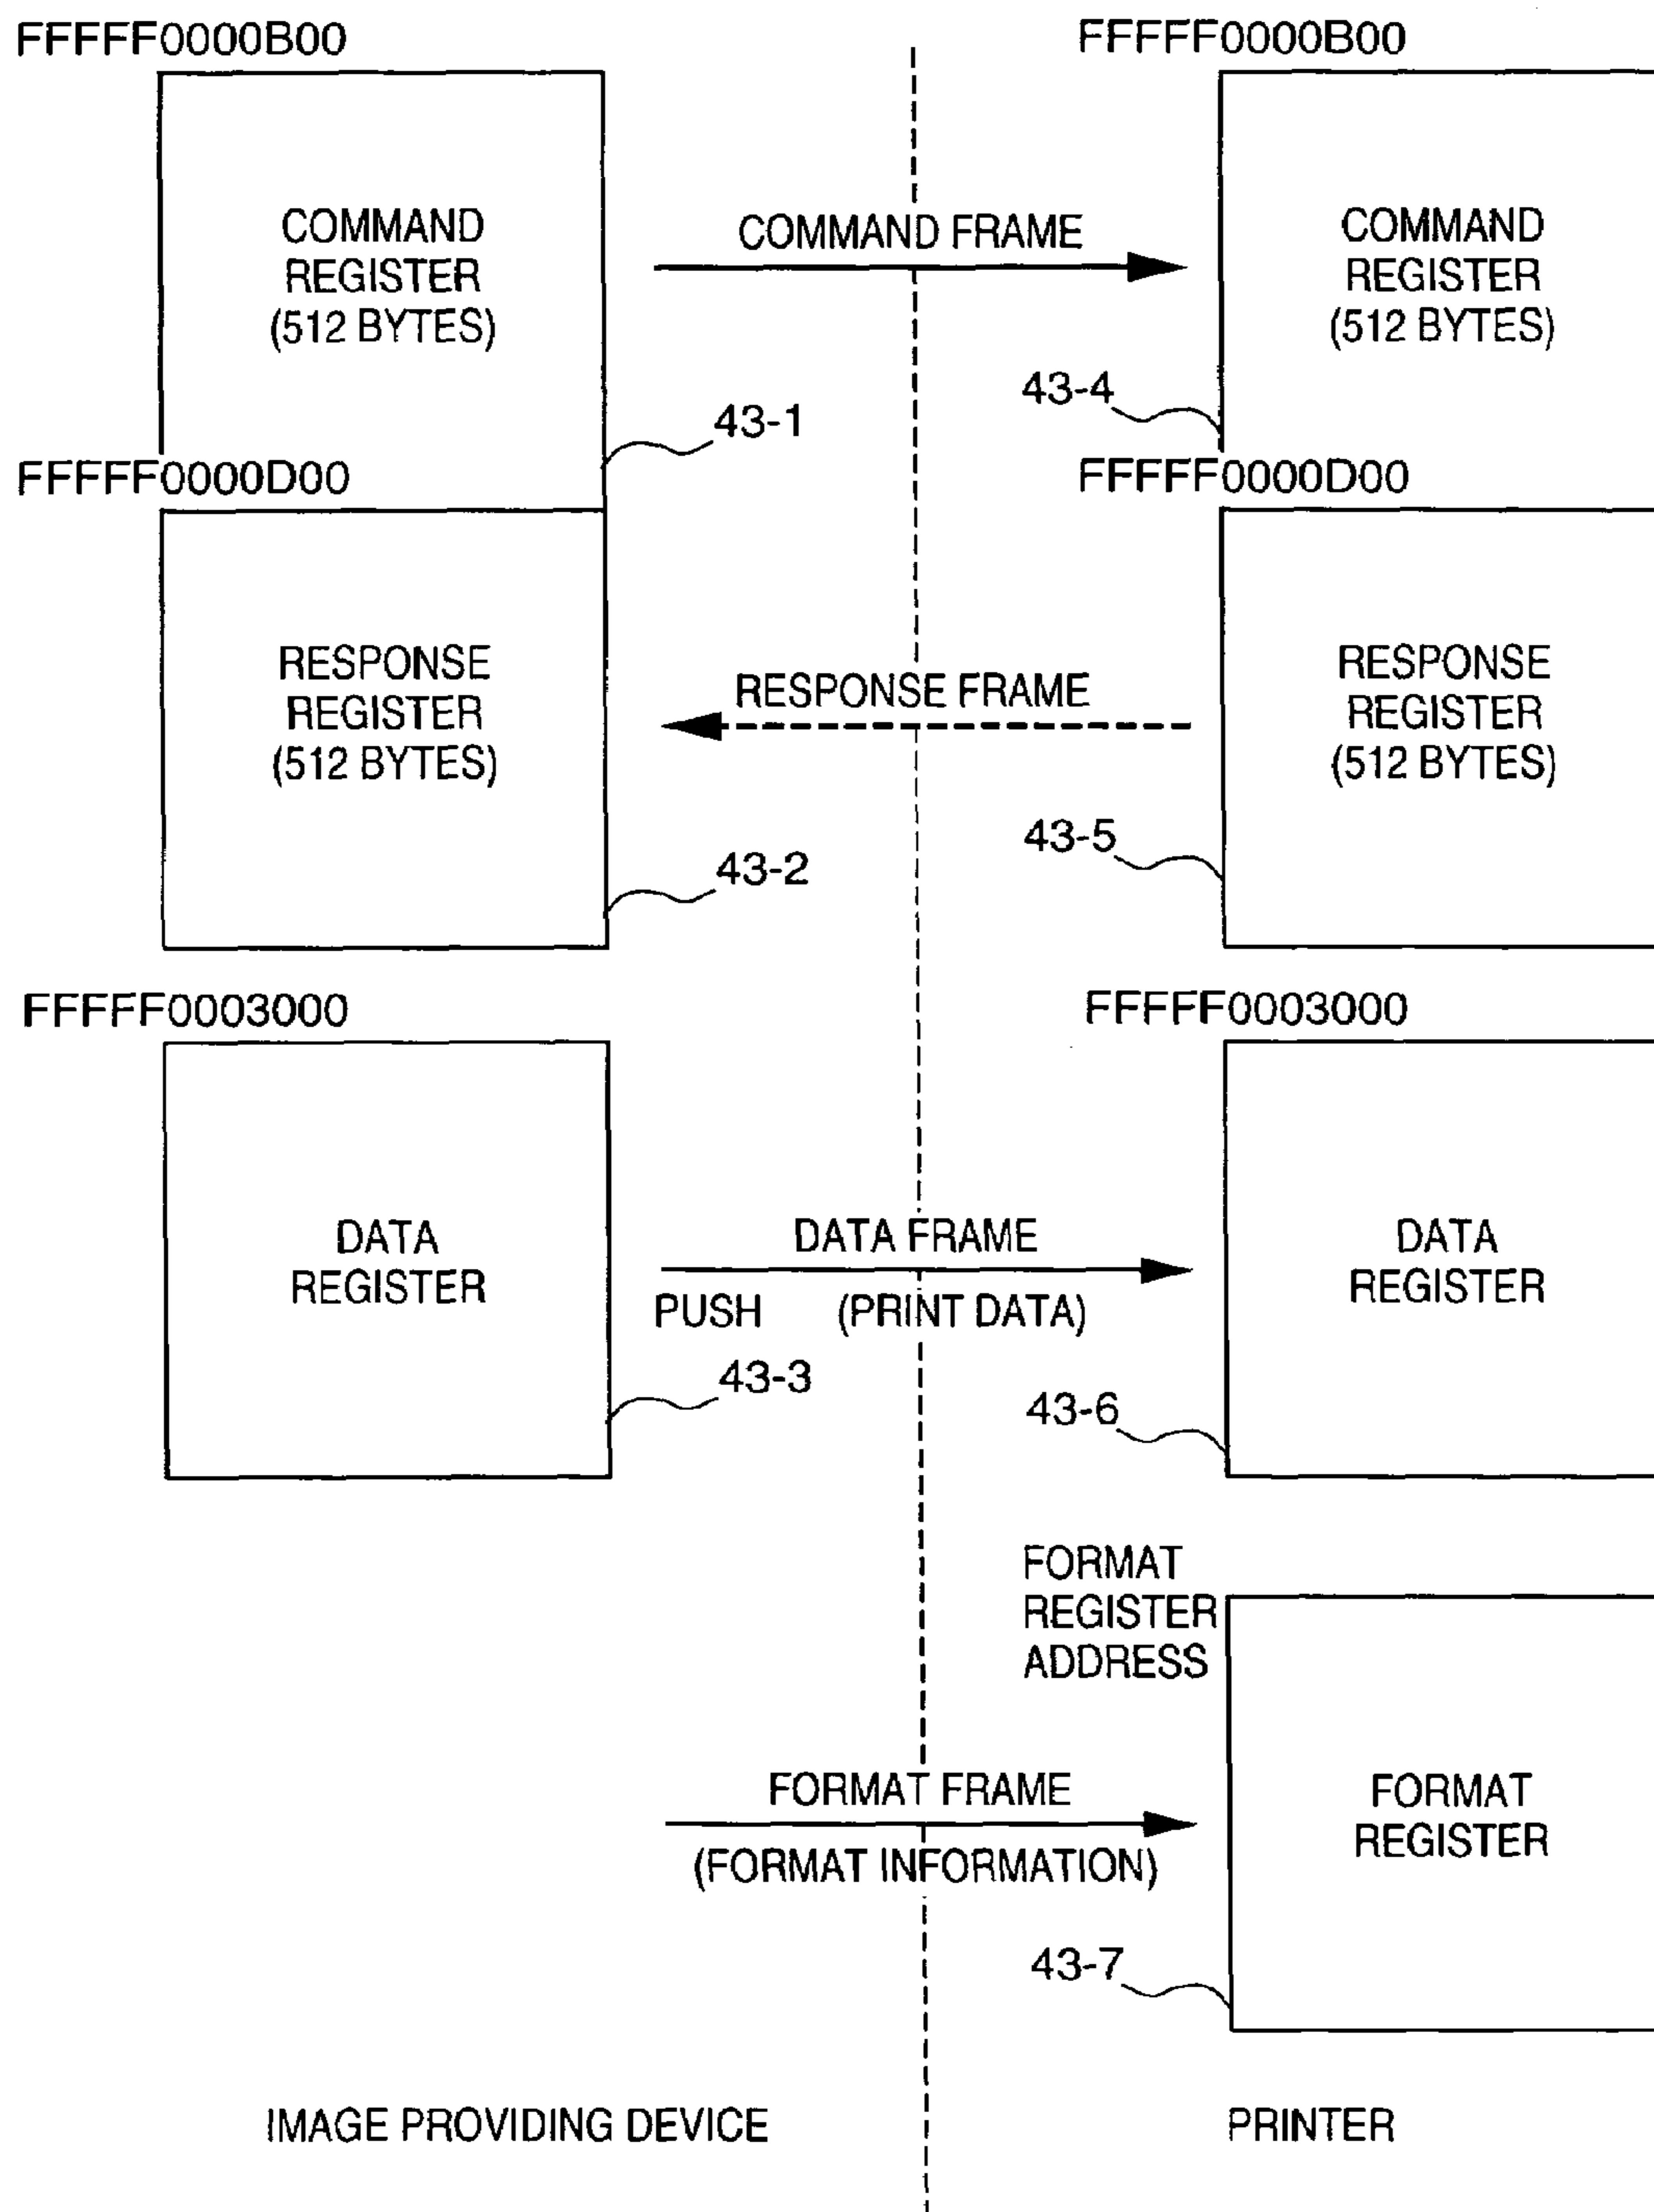 FFFFF0000B00
FFFFF0000B00
COMMAND
REGISTER
(512 BYTES)
COMMAND FRAME
COMMAND
REGISTER
(512 BYTES)
43-1
43-4
FFFFF0000D00
FFFFF0000D00
RESPONSE
REGISTER
(512 BYTES)
RESPONSE FRAME
RESPONSE
REGISTER
(512 BYTES)
43-2
43-5
FFFFF0003000
FFFFF0003000
DATA
REGISTER
DATA FRAME
PUSH (PRINT DATA)
DATA
REGISTER
43-3
43-6
FORMAT
REGISTER
ADDRESS
FORMAT FRAME
(FORMAT INFORMATION)
FORMAT
REGISTER
43-7
IMAGE PROVIDING DEVICE
PRINTER